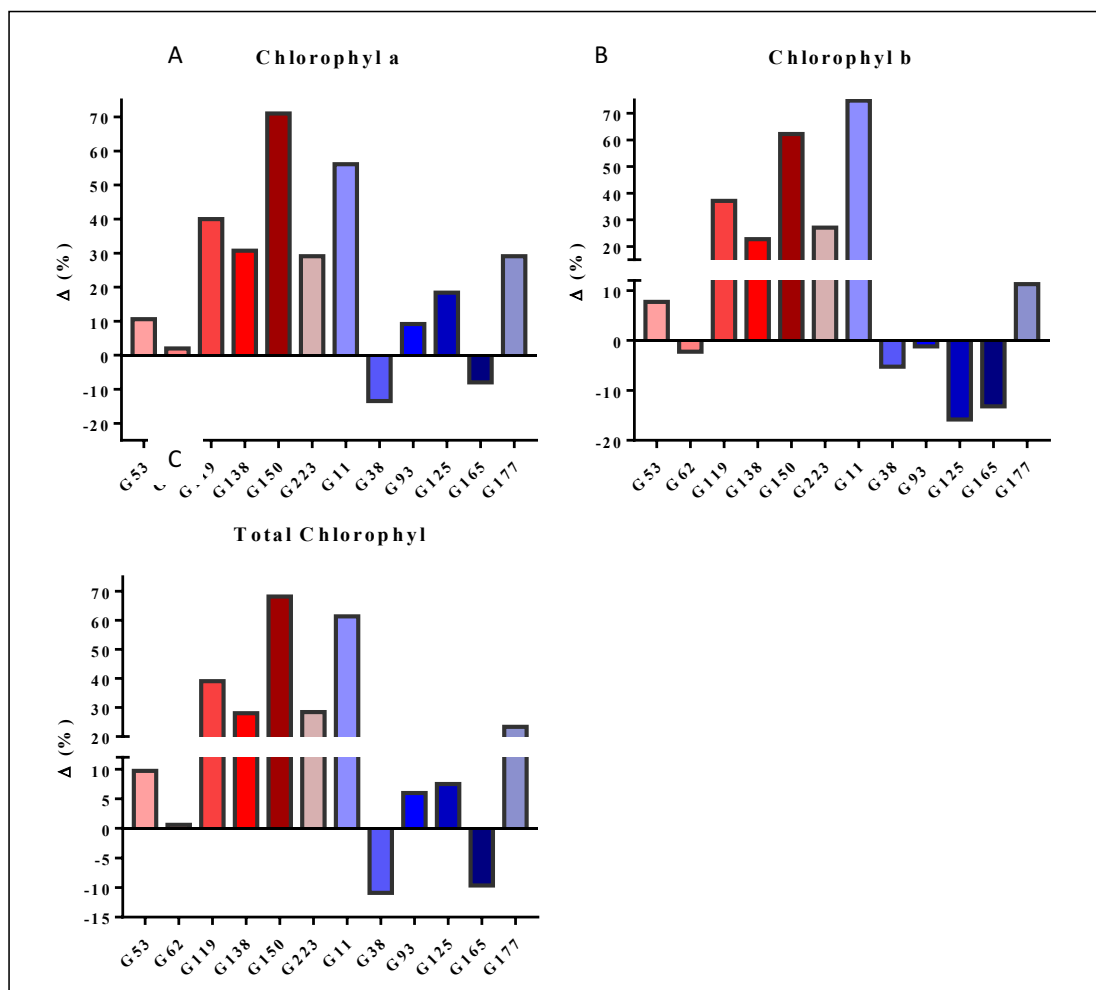 A
Chlorophyl a
70
60
50
40
30
20
10
0
-10
-20
Δ (%)
G53
G138
G150
G223
G11
G38
G93
G125
G165
G177
B
Chlorophyl b
70
60
50
40
30
20
10
0
-10
-20
Δ (%)
G53
G62
G119
G138
G150
G223
G11
G38
G93
G125
G165
G177
C
Total Chlorophyl
70
60
50
40
30
20
10
5
0
-5
-10
-15
Δ (%)
G53
G62
G119
G138
G150
G223
G11
G38
G93
G125
G165
G177